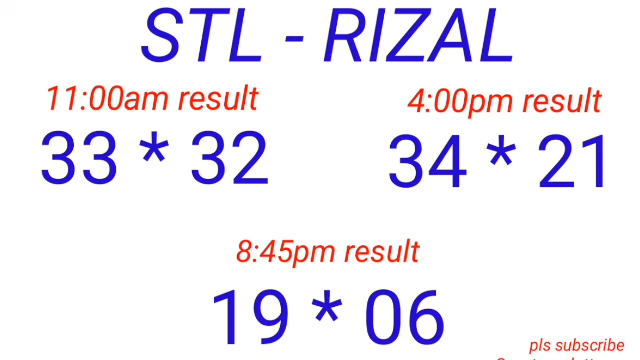 STL - RIZAL
11:00am result
33 * 32
4:00pm result
34 * 21
8:45pm result
19 * 06
pls subscribe